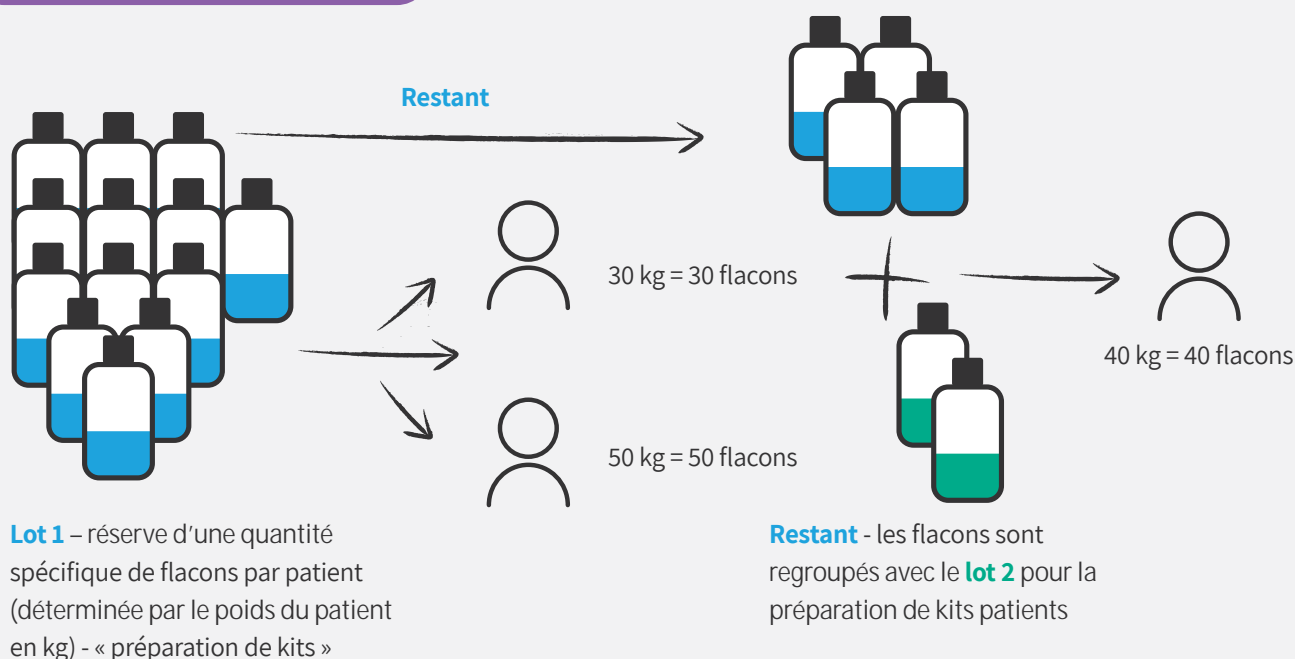 Restant
30 kg = 30 flacons
50 kg = 50 flacons
40 kg = 40 flacons
Lot 1 – réserve d’une quantité
spécifique de flacons par patient
(déterminée par le poids du patient
en kg) - « préparation de kits »
Restant - les flacons sont
regroupés avec le lot 2 pour la
préparation de kits patients